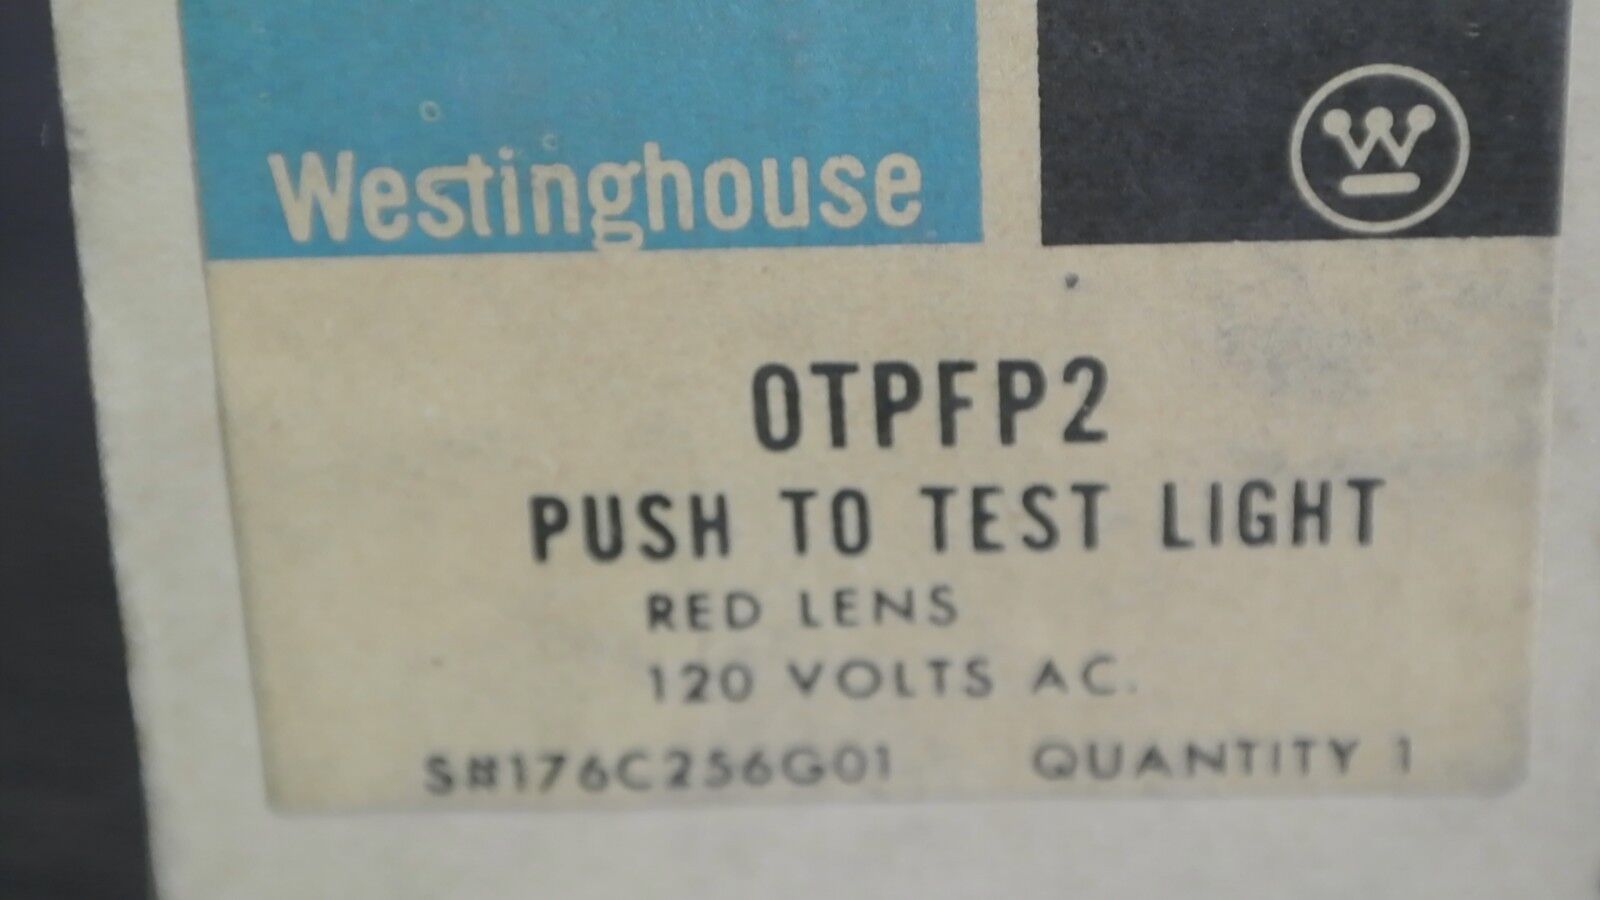 Westinghouse
W
OTPFP2
PUSH TO TEST LIGHT
RED LENS
120 VOLTS AC.
S#176C256G01 QUANTITY 1